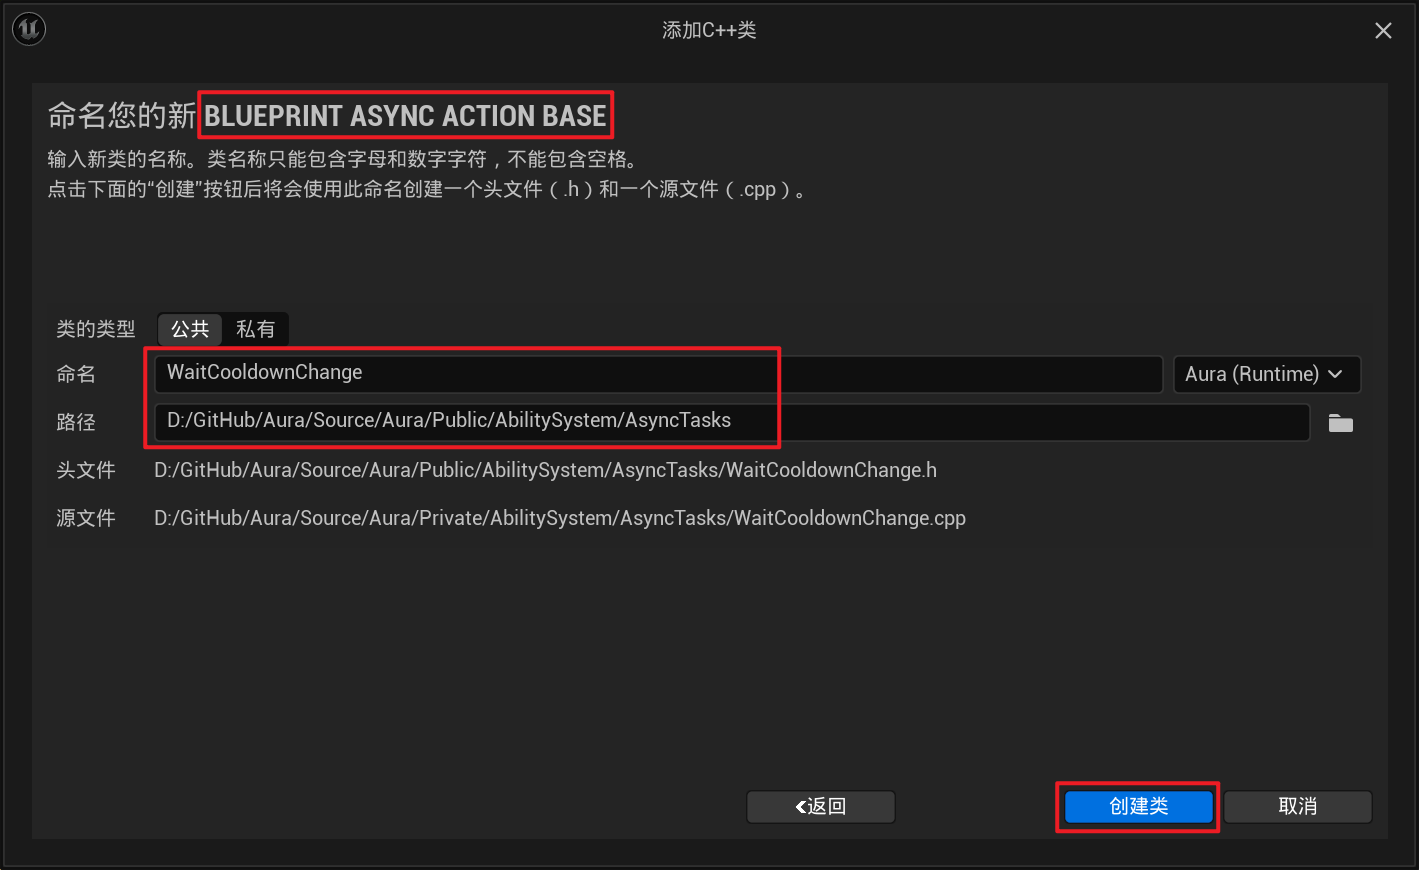 添加C++类
命名您的新 BLUEPRINT ASYNC ACTION BASE
输入新类的名称。类名称只能包含字母和数字字符，不能包含空格。
点击下面的“创建”按钮后将会使用此命名创建一个头文件（.h）和一个源文件（.cpp）。
类的类型 公共 私有
命名 WaitCooldownChange Aura (Runtime)
路径 D:/GitHub/Aura/Source/Aura/Public/AbilitySystem/AsyncTasks
头文件 D:/GitHub/Aura/Source/Aura/Public/AbilitySystem/AsyncTasks/WaitCooldownChange.h
源文件 D:/GitHub/Aura/Source/Aura/Private/AbilitySystem/AsyncTasks/WaitCooldownChange.cpp
返回 创建类 取消